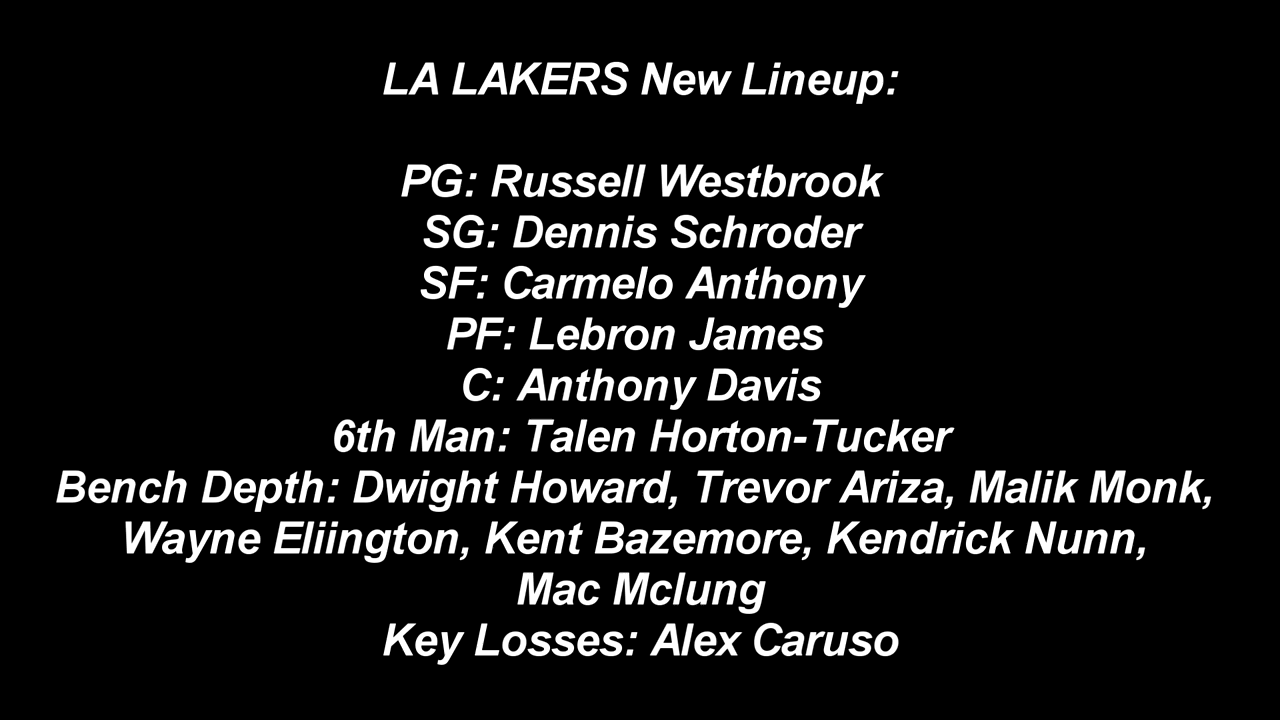 LA LAKERS New Lineup:
PG: Russell Westbrook
SG: Dennis Schroder
SF: Carmelo Anthony
PF: Lebron James
C: Anthony Davis
6th Man: Talen Horton-Tucker
Bench Depth: Dwight Howard, Trevor Ariza, Malik Monk,
Wayne Eliington, Kent Bazemore, Kendrick Nunn,
Mac Mclung
Key Losses: Alex Caruso